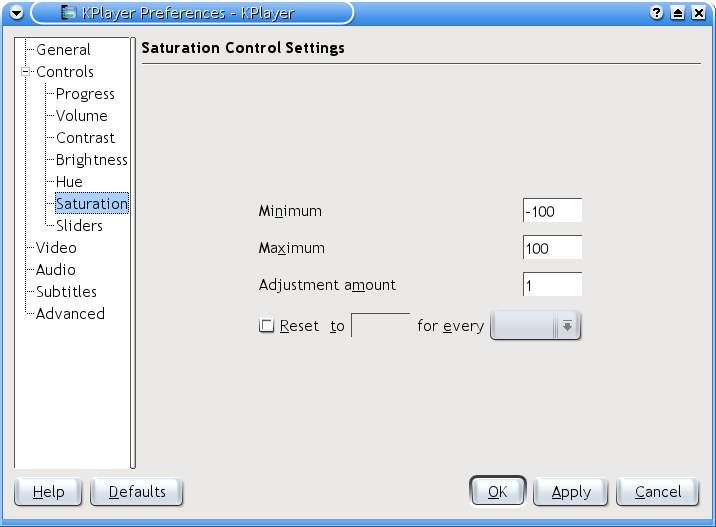 KPlayer Preferences - KPlayer
General
Controls
Progress
Volume
Contrast
Brightness
Hue
Saturation
Sliders
Video
Audio
Subtitles
Advanced
Saturation Control Settings
Minimum -100
Maximum 100
Adjustment amount 1
Reset to for every
Help Defaults OK Apply Cancel